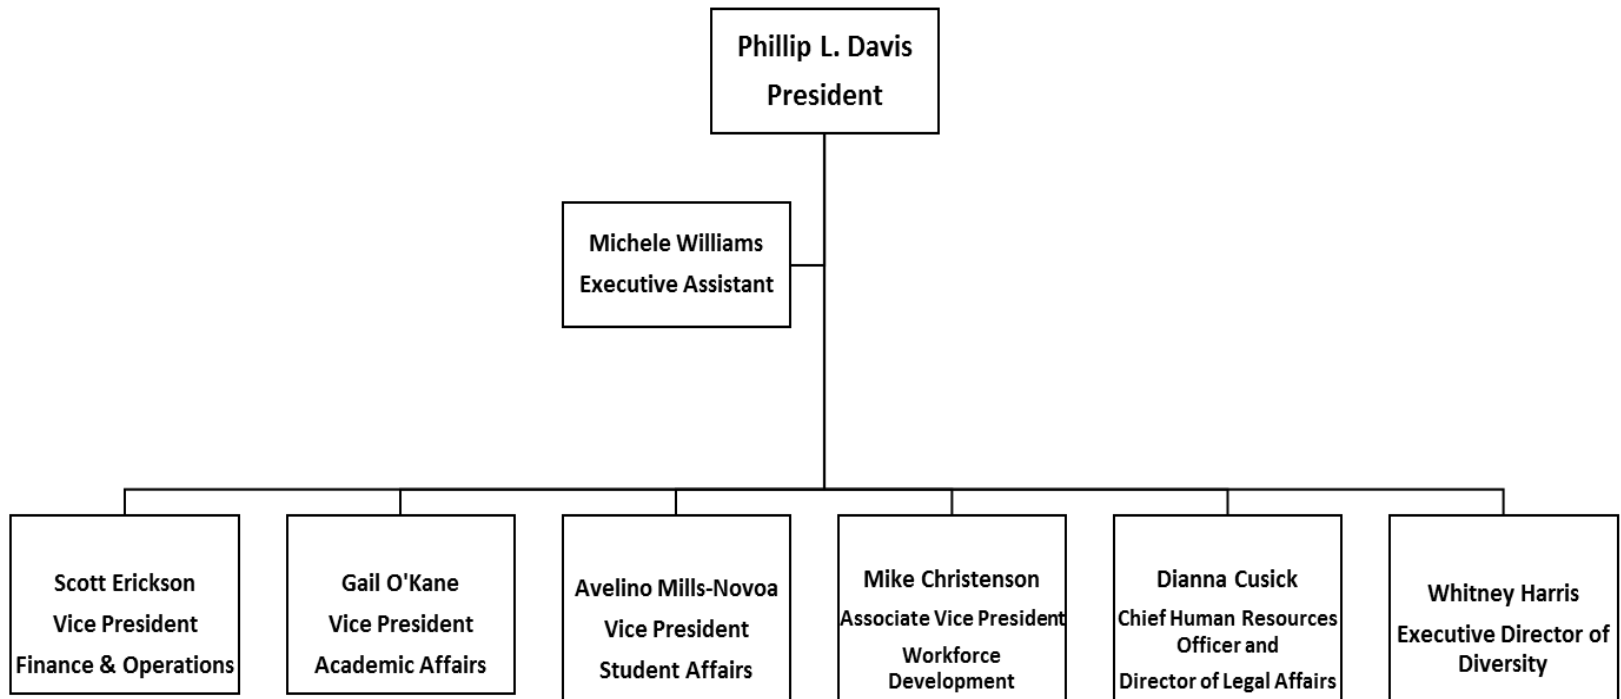 Phillip L. Davis
President
Michele Williams
Executive Assistant
Scott Erickson
Vice President
Finance & Operations
Gail O'Kane
Vice President
Academic Affairs
Avelino Mills-Novoa
Vice President
Student Affairs
Mike Christenson
Associate Vice President
Workforce
Development
Dianna Cusick
Chief Human Resources
Officer and
Director of Legal Affairs
Whitney Harris
Executive Director of
Diversity